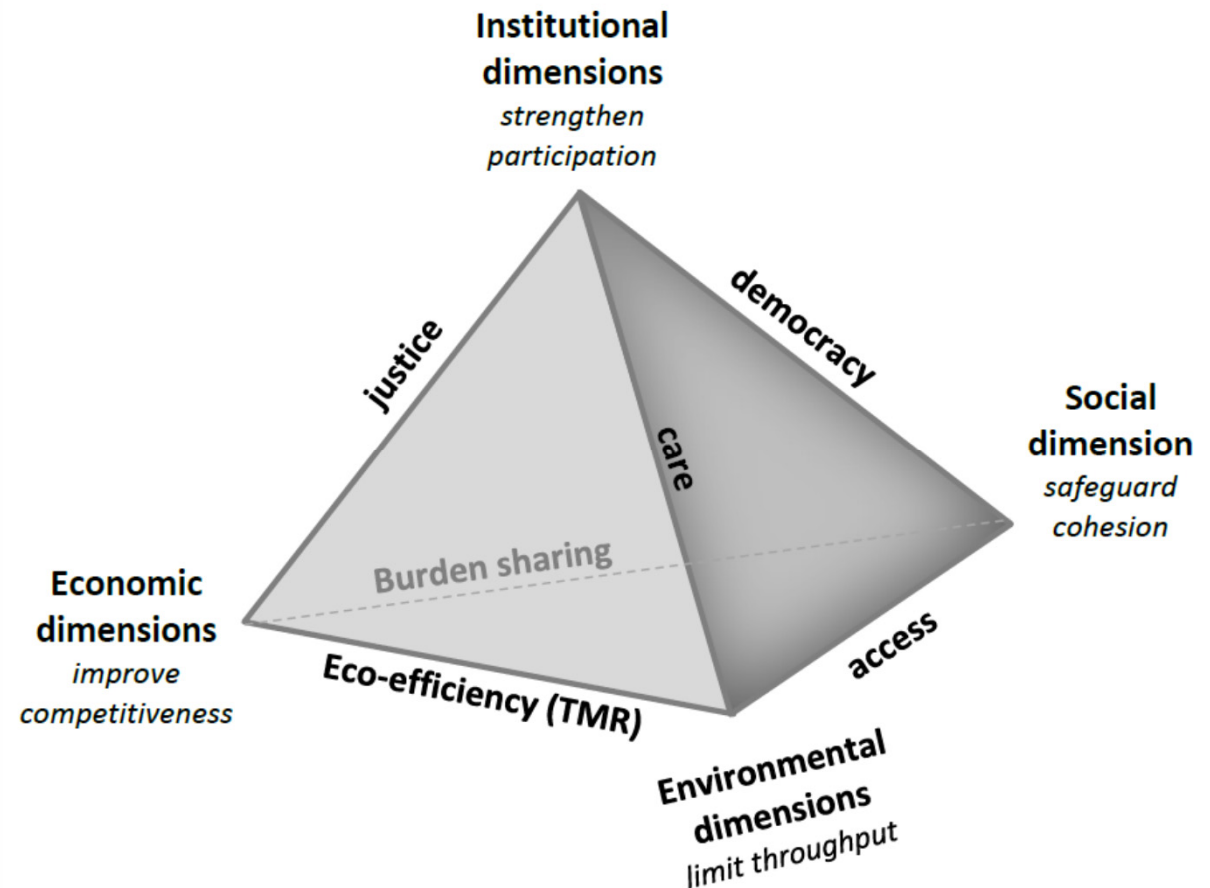 Institutional
dimensions
strengthen
participation
justice
democracy
care
Social
dimension
safeguard
cohesion
Burden sharing
Economic
dimensions
improve
competitiveness
Eco-efficiency (TMR)
access
Environmental
dimensions
limit throughput